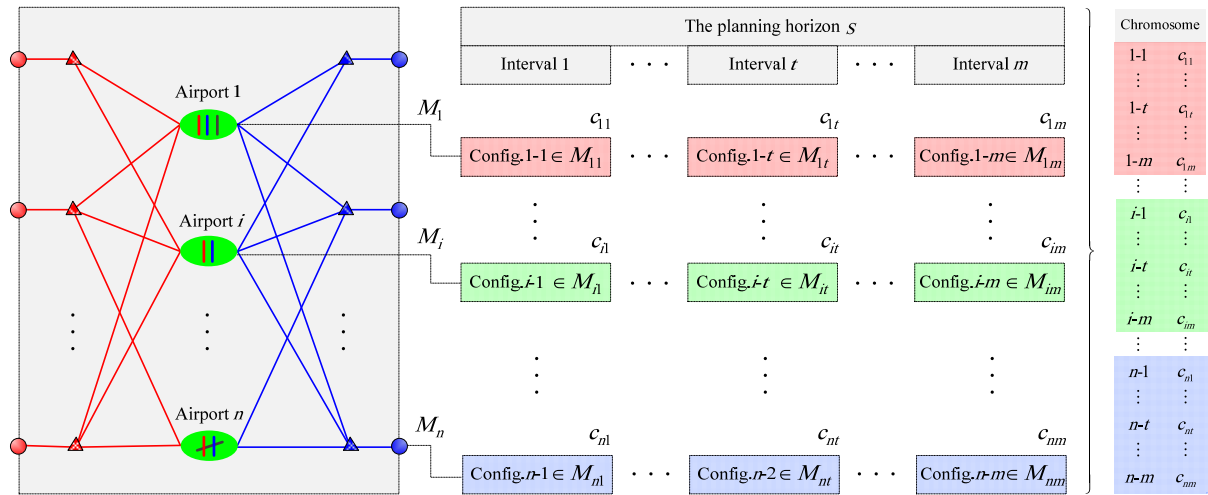 The planning horizon S
Interval 1 · · · Interval t · · · Interval m
Airport 1
M1
c11 c1t c1m
Config.1-1 ∈ M11 · · · Config.1-t ∈ M1t · · · Config.1-m ∈ M1m
Airport i
Mi
ci1 cit cim
Config.i-1 ∈ Mi1 · · · Config.i-t ∈ Mit · · · Config.i-m ∈ Mim
Airport n
Mn
cn1 cnt cnm
Config.n-1 ∈ Mn1 · · · Config.n-2 ∈ Mnt · · · Config.n-m ∈ Mnm
Chromosome
1-1 c11
⋮ ⋮
1-t c1t
⋮ ⋮
1-m c1m
⋮ ⋮
i-1 ci1
⋮ ⋮
i-t cit
⋮ ⋮
i-m cim
⋮ ⋮
n-1 cn1
⋮ ⋮
n-t cnt
⋮ ⋮
n-m cnm